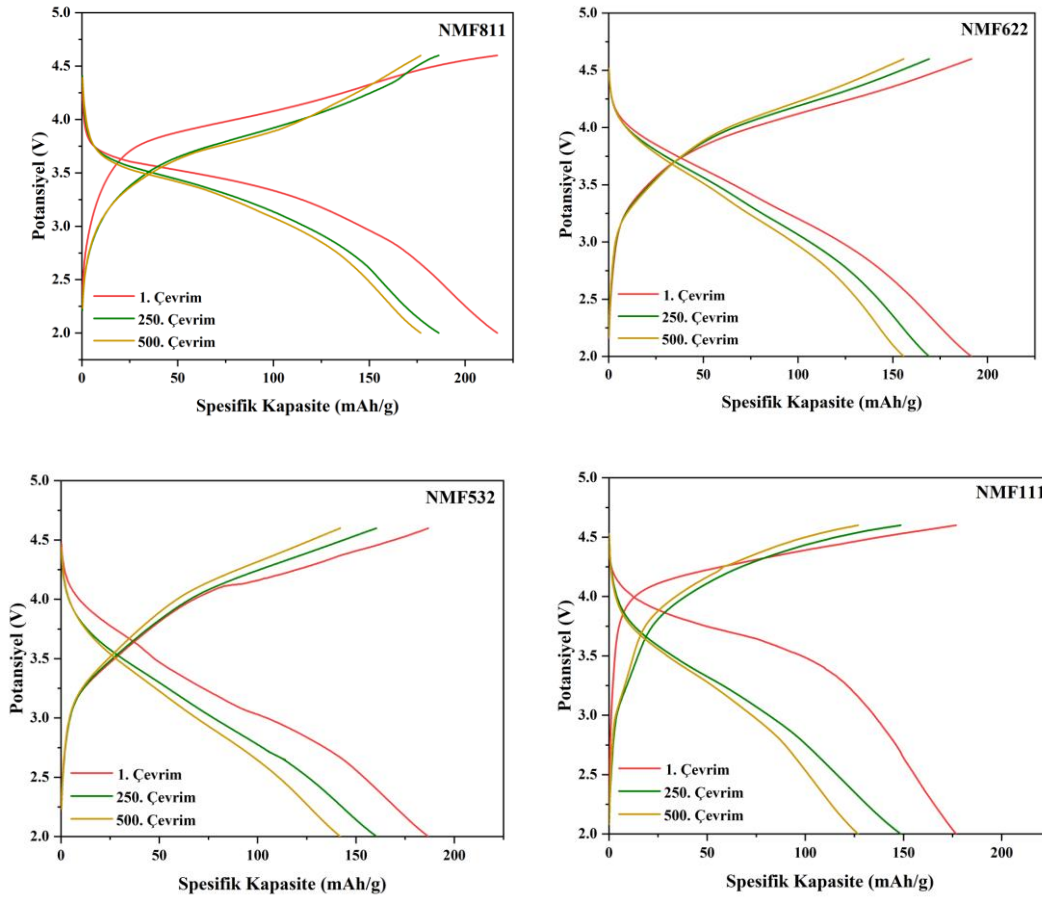 NMF811
5.0
4.5
4.0
3.5
3.0
2.5
2.0
Potansiyel (V)
1. Çevrim
250. Çevrim
500. Çevrim
0 50 100 150 200
Spesifik Kapasite (mAh/g)
NMF622
5.0
4.5
4.0
3.5
3.0
2.5
2.0
Potansiyel (V)
1. Çevrim
250. Çevrim
500. Çevrim
0 50 100 150 200
Spesifik Kapasite (mAh/g)
NMF532
5.0
4.5
4.0
3.5
3.0
2.5
2.0
Potansiyel (V)
1. Çevrim
250. Çevrim
500. Çevrim
0 50 100 150 200
Spesifik Kapasite (mAh/g)
NMF111
5.0
4.5
4.0
3.5
3.0
2.5
2.0
Potansiyel (V)
1. Çevrim
250. Çevrim
500. Çevrim
0 50 100 150 200
Spesifik Kapasite (mAh/g)